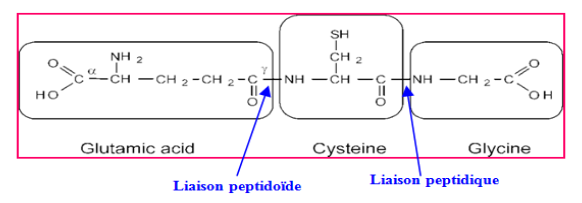 SH
O NH 2 γ CH 2 O
C α CH — CH 2 — CH 2 — C — NH — CH — C — NH — CH 2 — C
HO O O OH
Glutamic acid Cysteine Glycine
Liaison peptidoïde Liaison peptidique